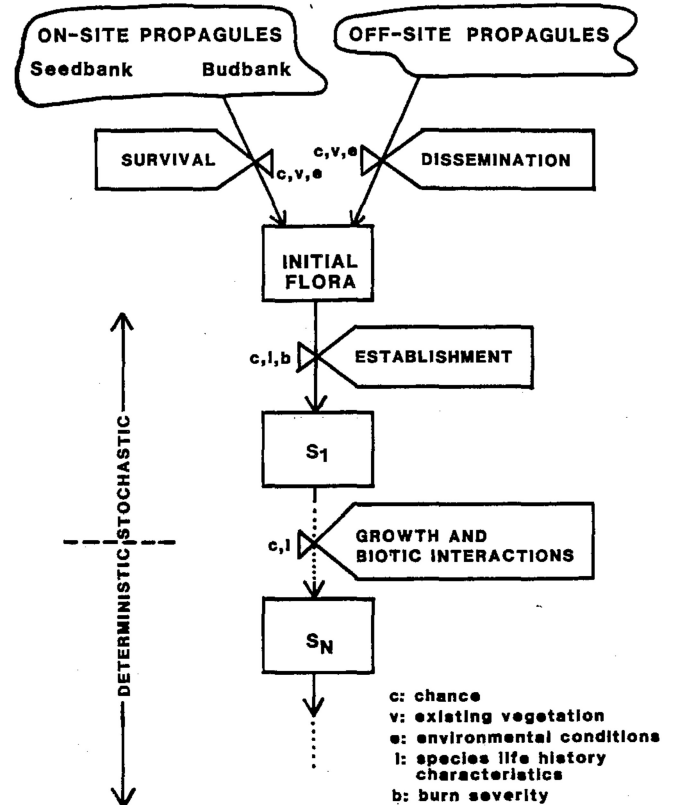 ON-SITE PROPAGULES
Seedbank Budbank
OFF-SITE PROPAGULES
SURVIVAL
c,v,e
c,v,e
DISSEMINATION
INITIAL
FLORA
c,l,b
ESTABLISHMENT
S1
c,l
GROWTH AND
BIOTIC INTERACTIONS
SN
DETERMINISTIC STOCHASTIC
c: chance
v: existing vegetation
e: environmental conditions
l: species life history
characteristics
b: burn severity